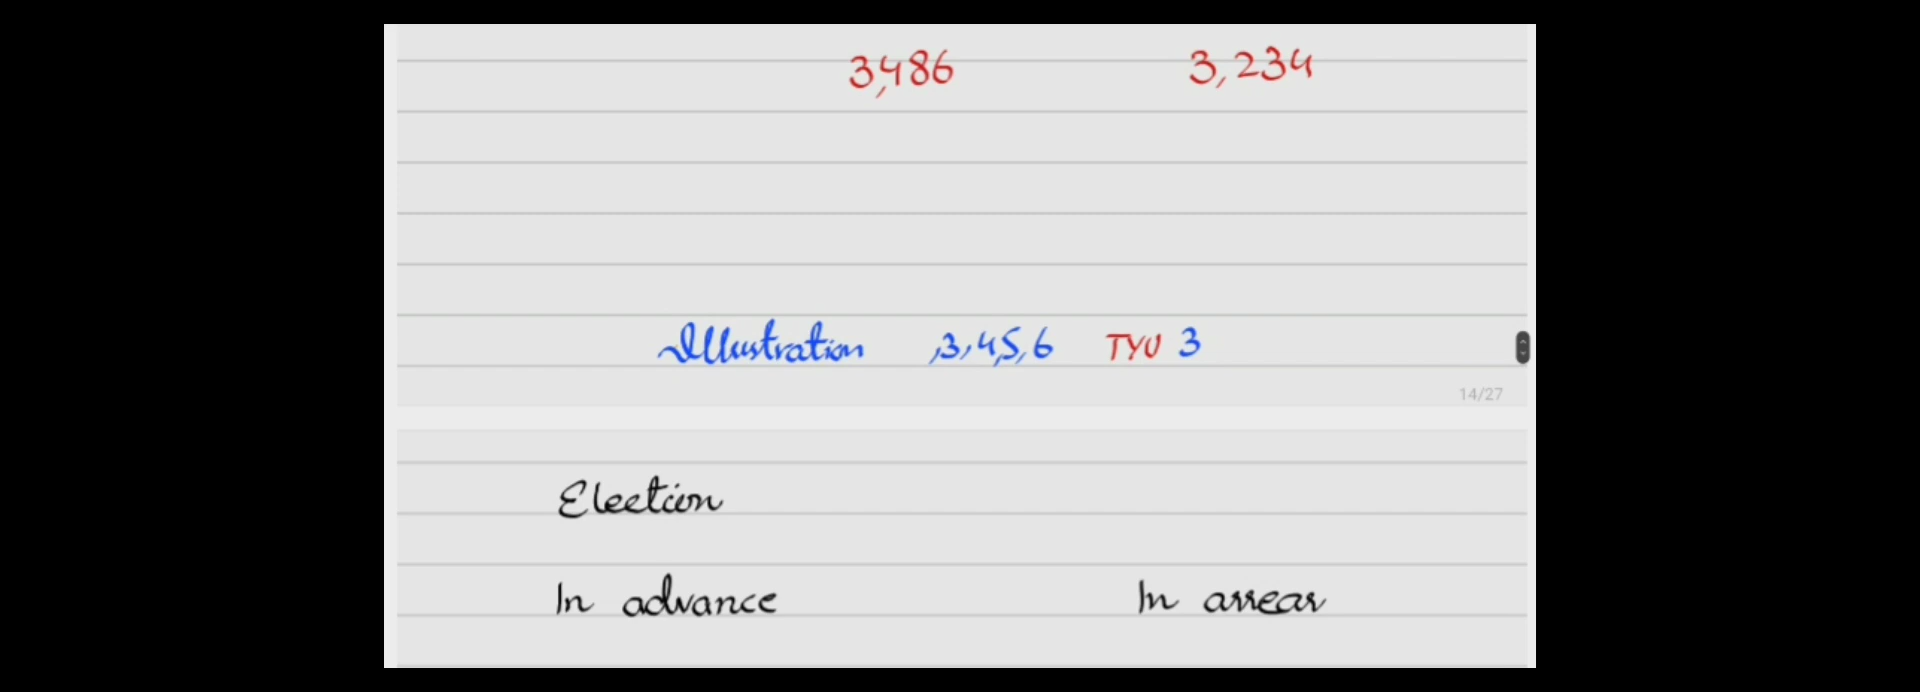 3,486 3,234
Illustration ,3,4,5,6 TYU 3
14/27
Election
In advance In arrear